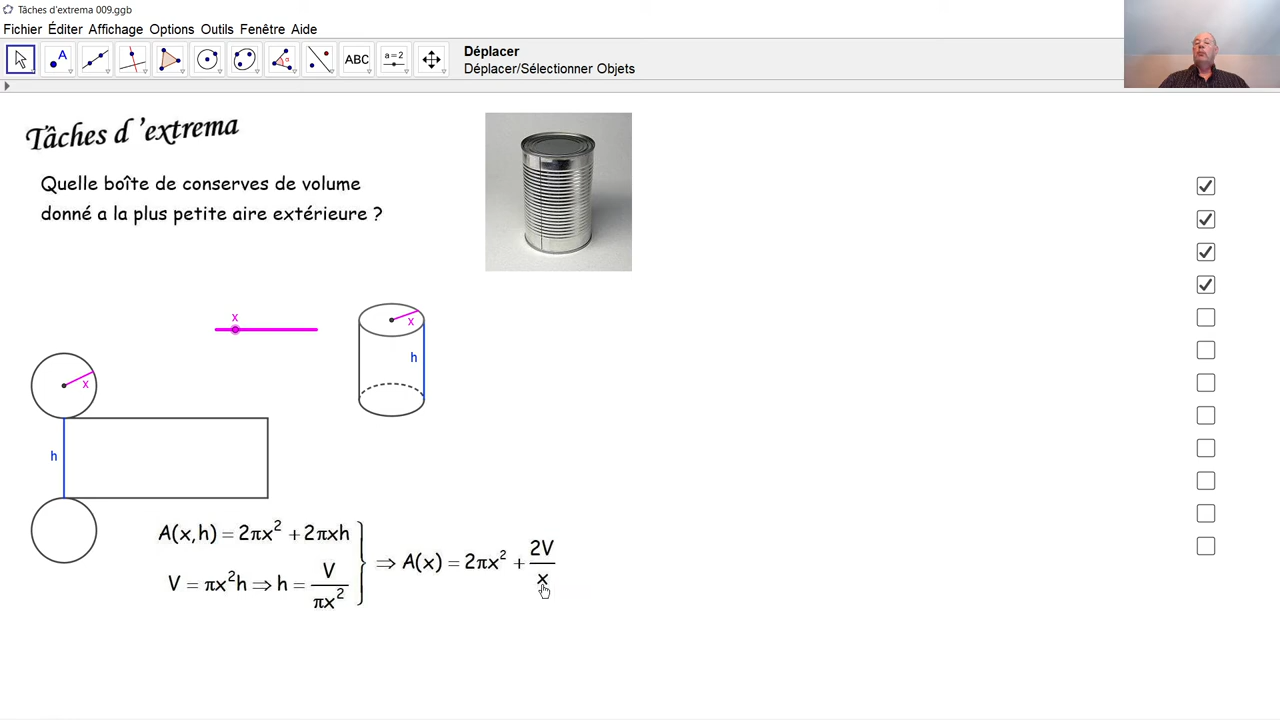 Tâches d'extrema 009.ggb
Fichier Éditer Affichage Options Outils Fenêtre Aide
A ABC a=2
Déplacer
Déplacer/Sélectionner Objets
Tâches d'extrema
Quelle boîte de conserves de volume
donné a la plus petite aire extérieure ?
x
x
h
x
h
A(x,h) = 2πx² + 2πxh
V = πx²h ⇒ h = V/πx²
⇒ A(x) = 2πx² + 2V/x